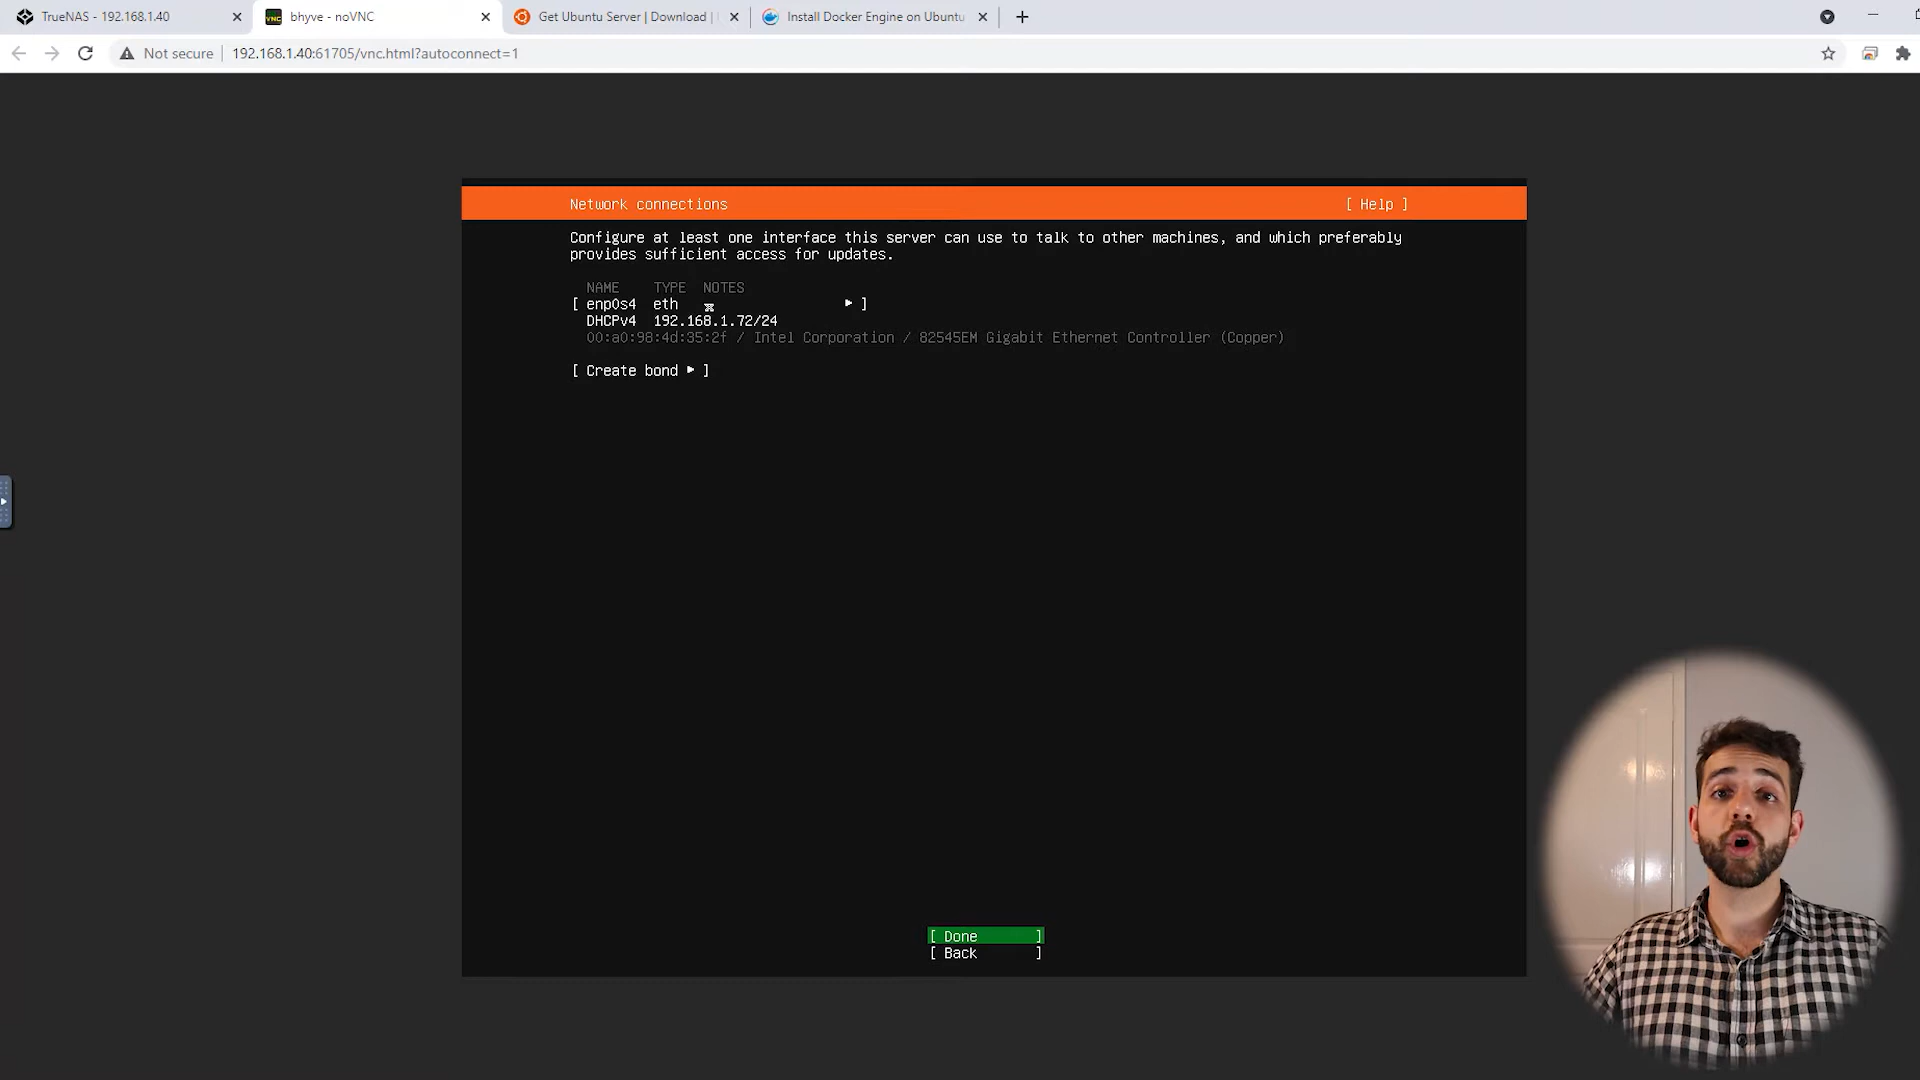 TrueNAS - 192.168.1.40
VNC bhyve - noVNC
Get Ubuntu Server | Download |
Install Docker Engine on Ubuntu
Not secure 192.168.1.40:61705/vnc.html?autoconnect=1
Network connections [ Help ]
Configure at least one interface this server can use to talk to other machines, and which preferably
provides sufficient access for updates.
NAME TYPE NOTES
[ enp0s4 eth ▸ ]
DHCPv4 192.168.1.72/24
00:a0:98:4d:35:2f / Intel Corporation / 82545EM Gigabit Ethernet Controller (Copper)
[ Create bond ▸ ]
[ Done ]
[ Back ]